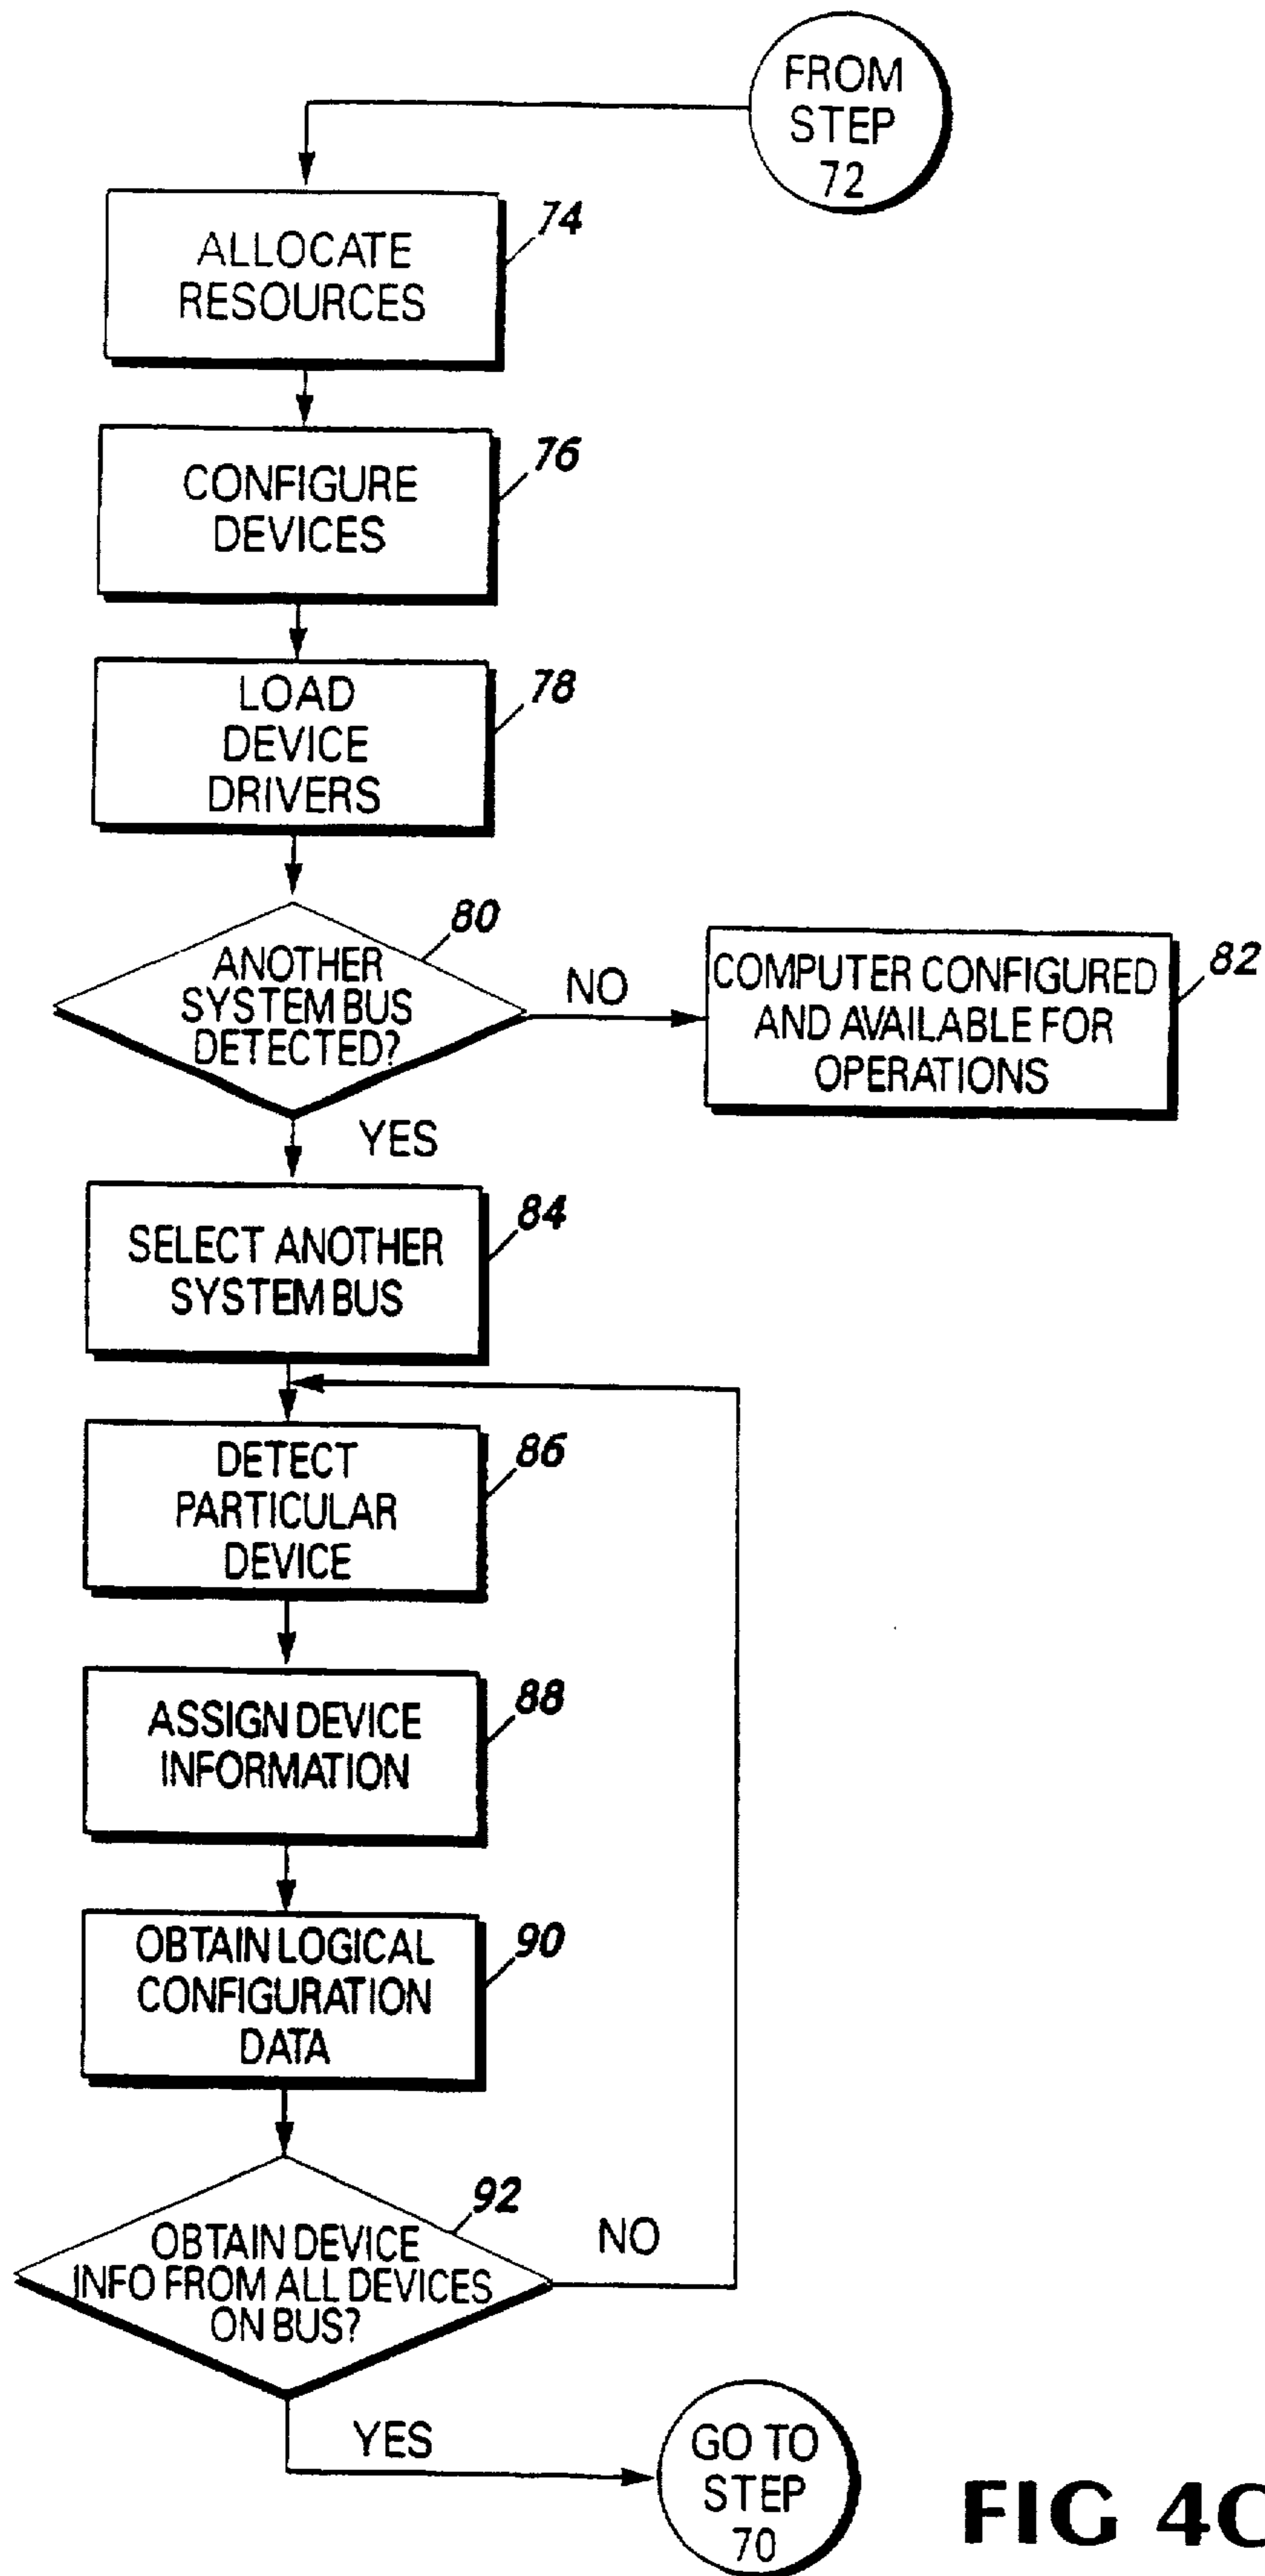 FROM
STEP
72
ALLOCATE
RESOURCES
74
CONFIGURE
DEVICES
76
LOAD
DEVICE
DRIVERS
78
ANOTHER
SYSTEM BUS
DETECTED?
80
NO
COMPUTER CONFIGURED
AND AVAILABLE FOR
OPERATIONS
82
YES
SELECT ANOTHER
SYSTEM BUS
84
DETECT
PARTICULAR
DEVICE
86
ASSIGN DEVICE
INFORMATION
88
OBTAIN LOGICAL
CONFIGURATION
DATA
90
OBTAIN DEVICE
INFO FROM ALL DEVICES
ON BUS?
92
NO
YES
GO TO
STEP
70
FIG 4C